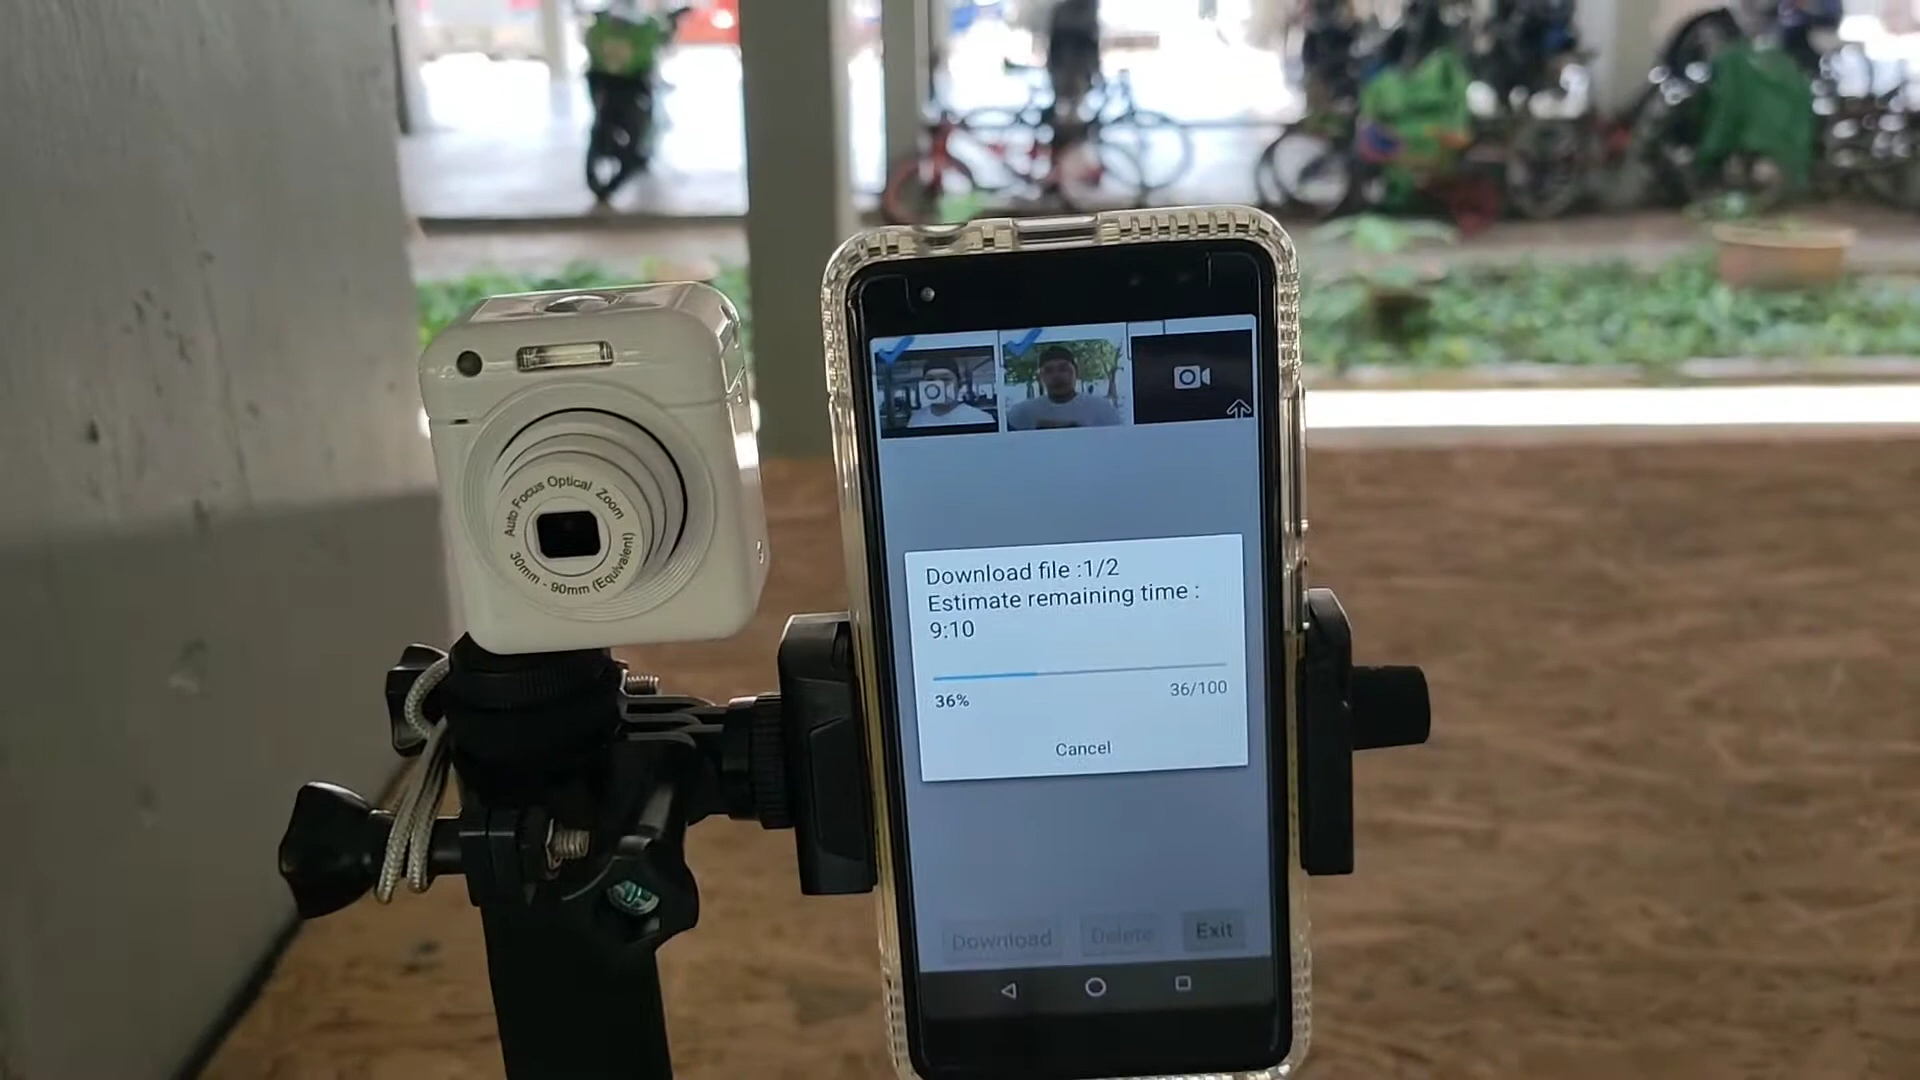 Auto Focus Optical Zoom
30mm - 90mm (Equivalent)
Download file :1/2
Estimate remaining time :
9:10
36%
36/100
Cancel
Download
Delete
Exit